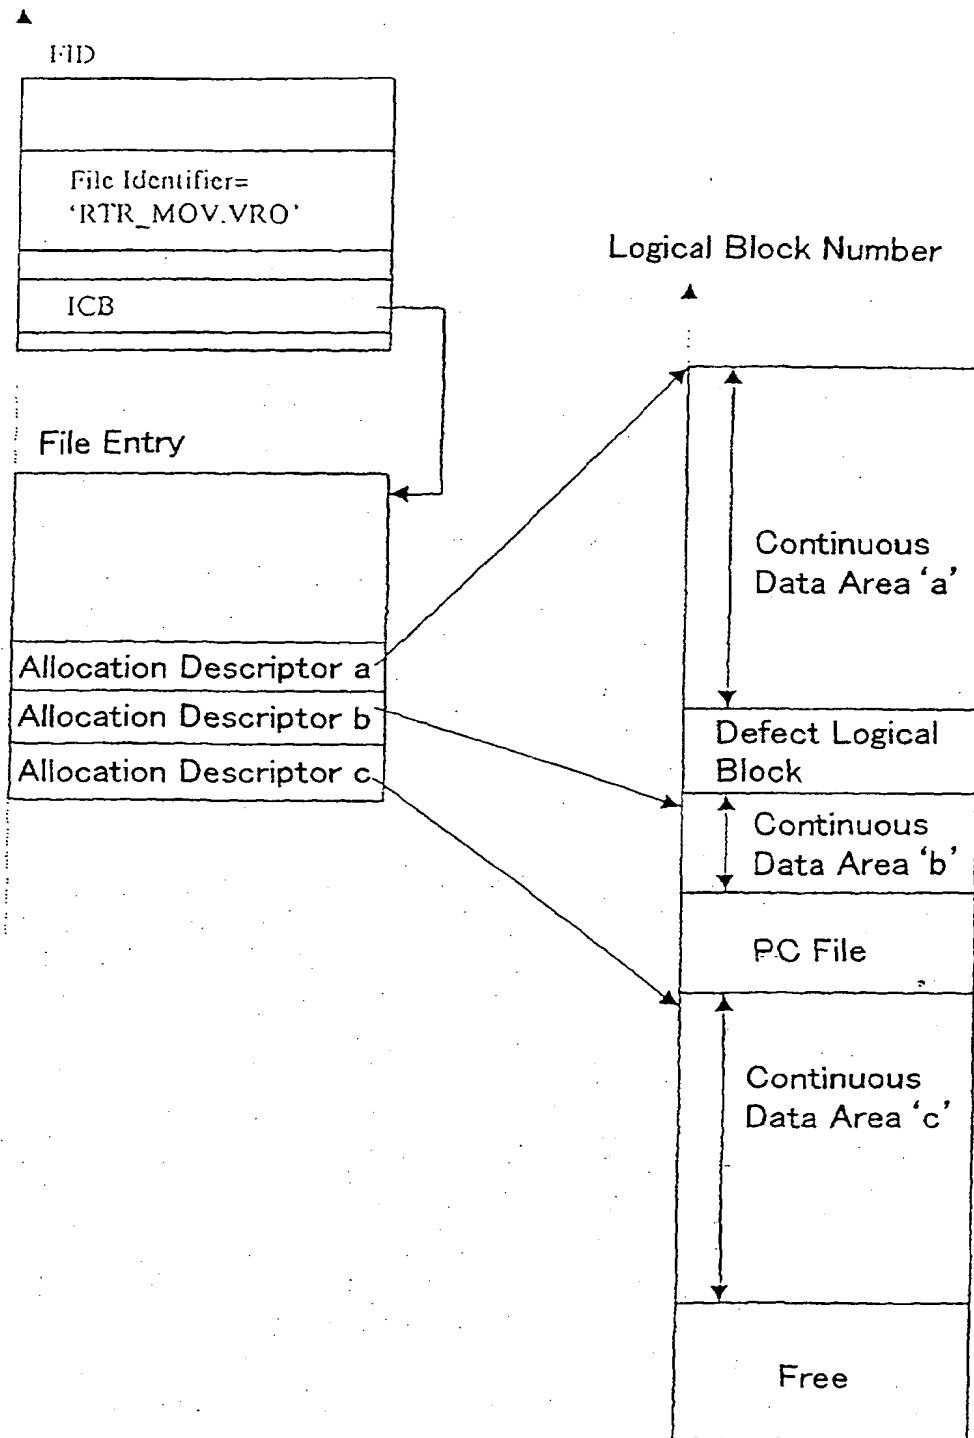 FID
File Identifier=
‘RTR_MOV.VRO’
ICB
File Entry
Allocation Descriptor a
Allocation Descriptor b
Allocation Descriptor c
Logical Block Number
Continuous
Data Area ‘a’
Defect Logical
Block
Continuous
Data Area ‘b’
PC File
Continuous
Data Area ‘c’
Free